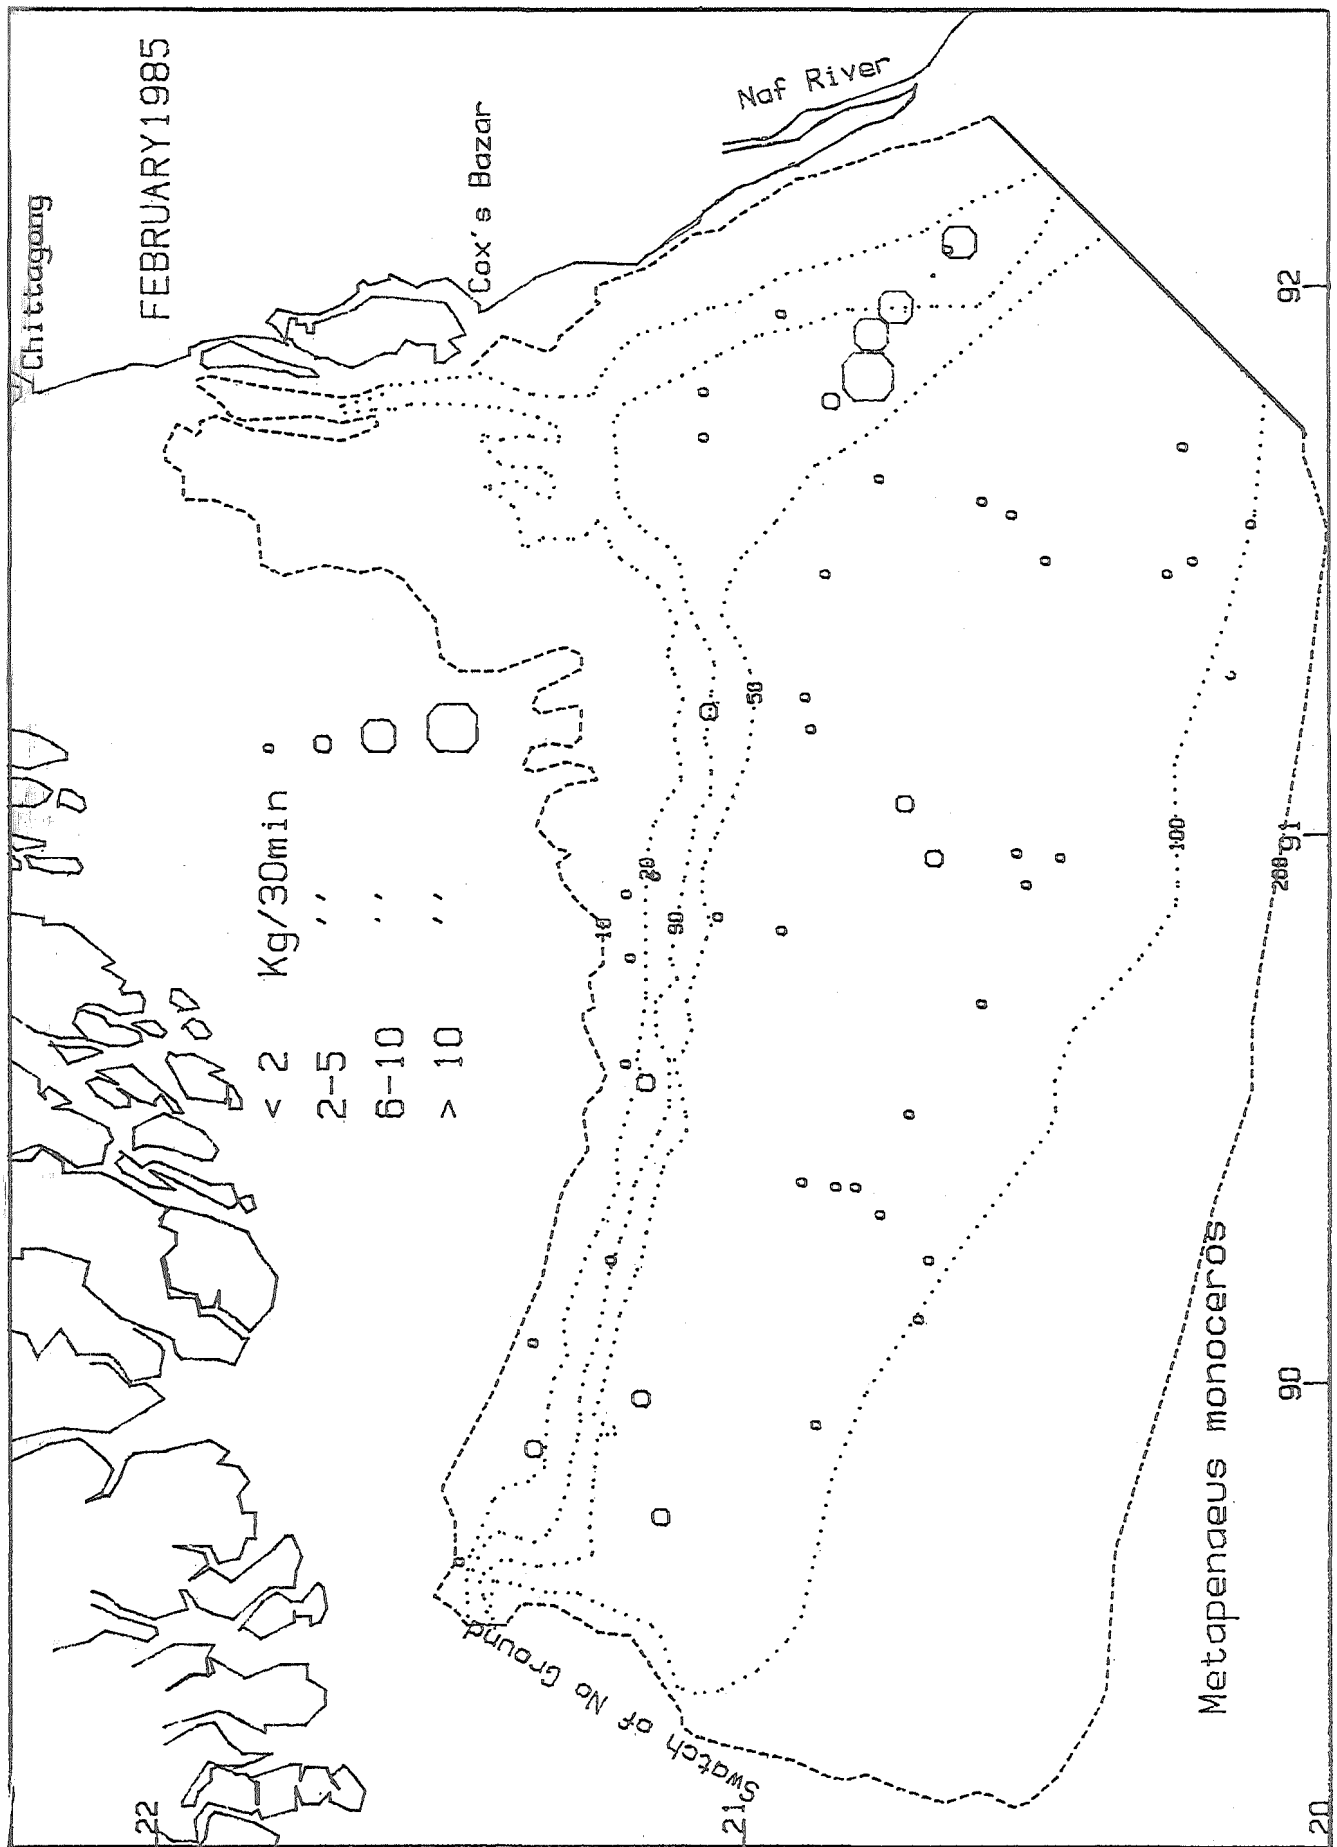 Chittagong
FEBRUARY1985
Cox's Bazar
Naf River
< 2 Kg/30min
2-5 ,,
6-10 ,,
> 10 ,,
10
20
30
50
100
200
Swatch of No Ground
Metapenaeus monoceros
22
21
20
90
91
92